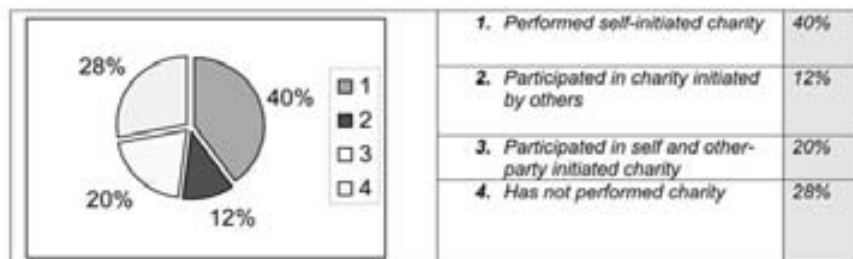 28%
40%
20%
12%
1
2
3
4
1. Performed self-initiated charity 40%
2. Participated in charity initiated 12%
by others
3. Participated in self and other- 20%
party initiated charity
4. Has not performed charity 28%